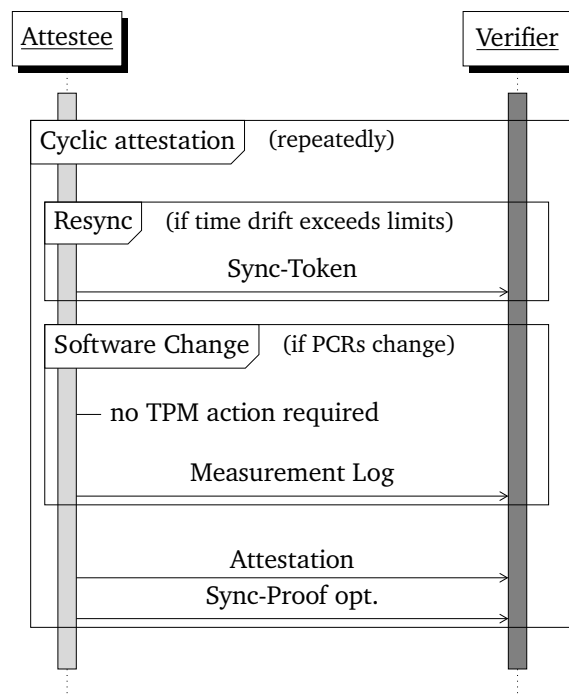 Attestee Verifier
Cyclic attestation (repeatedly)
Resync (if time drift exceeds limits)
Sync-Token
Software Change (if PCRs change)
no TPM action required
Measurement Log
Attestation
Sync-Proof opt.